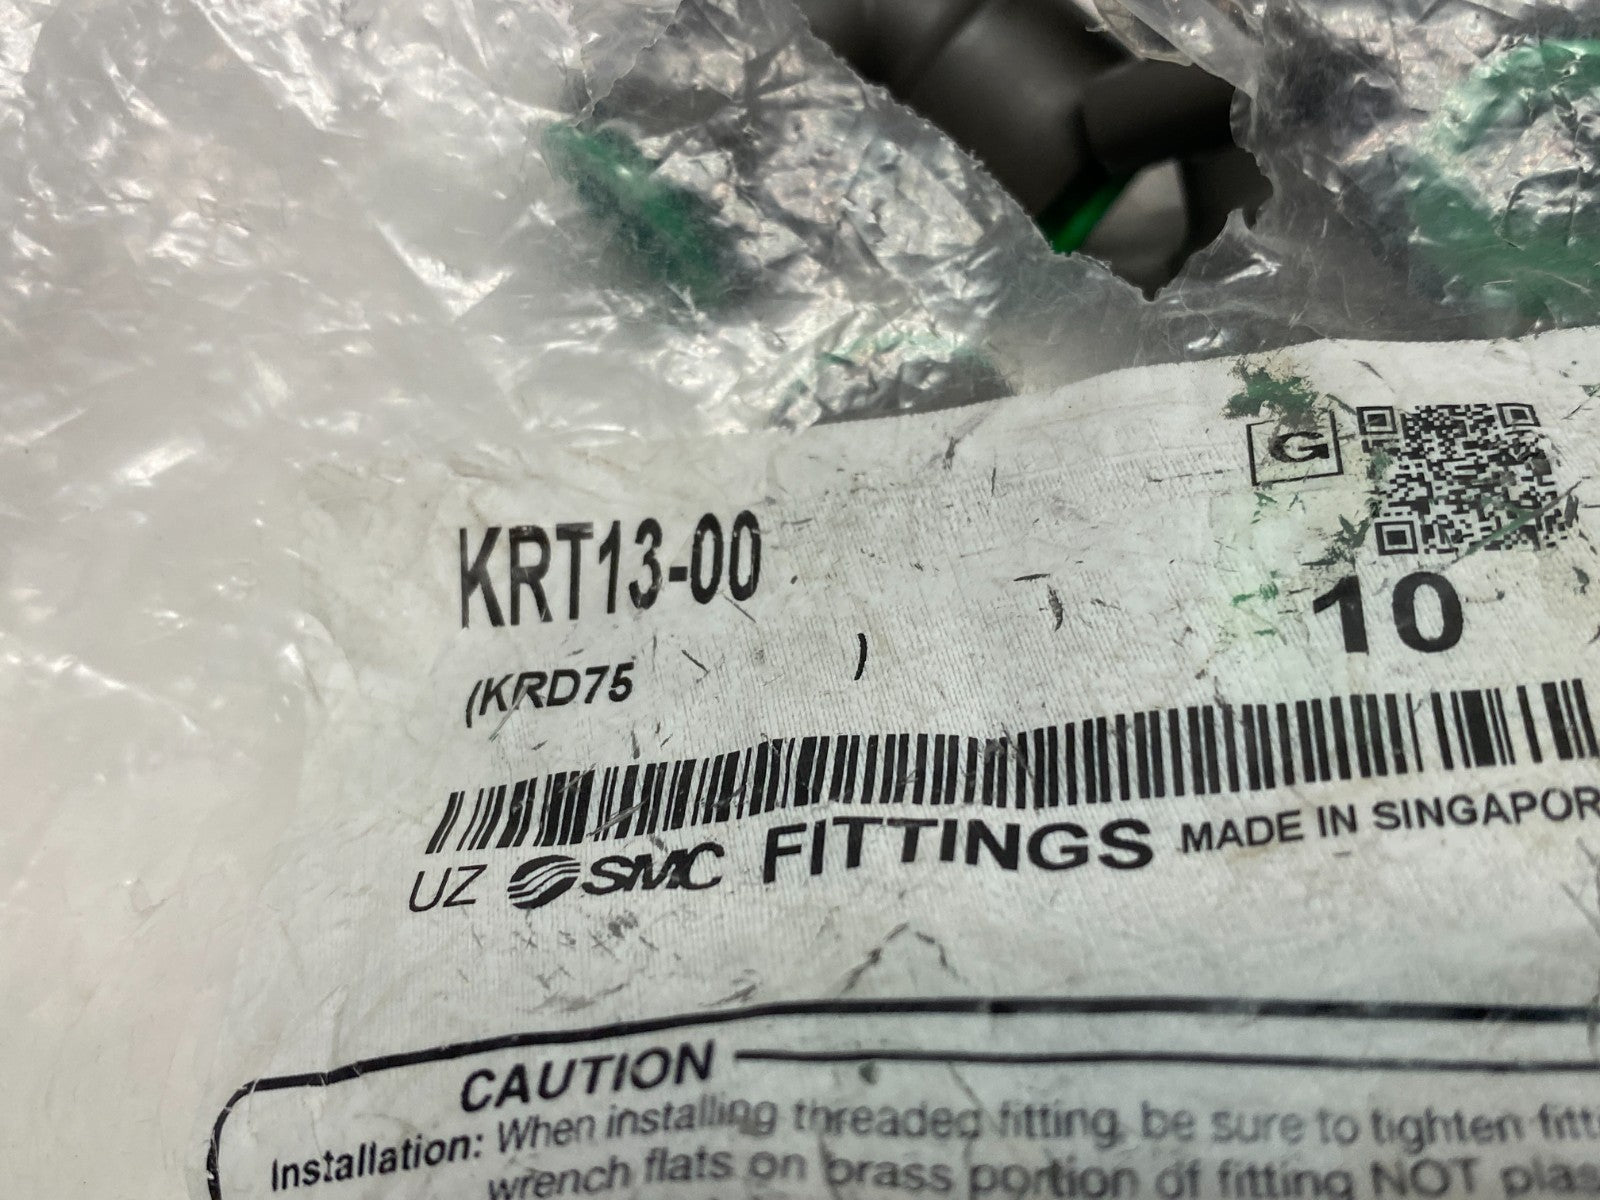 G
KRT13-00
10
(KRD75 )
UZ SMC FITTINGS MADE IN SINGAPOR
CAUTION
Installation: When installing threaded fitting, be sure to tighten fitt
wrench flats on brass portion of fitting NOT plas